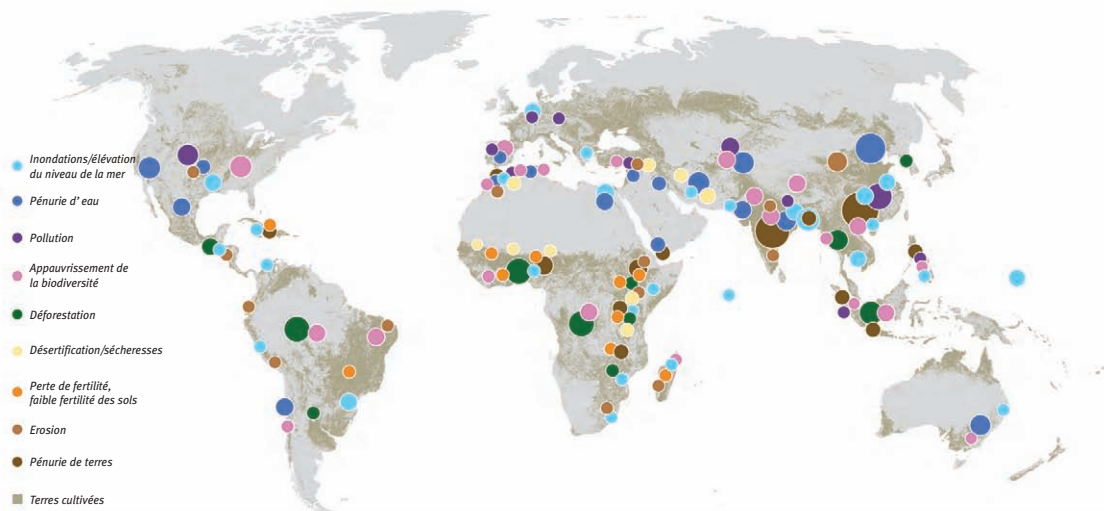 Inondations/élévation
du niveau de la mer
Pénurie d' eau
Pollution
Appauvrissement de
la biodiversité
Déforestation
Désertification/sécheresses
Perte de fertilité,
faible fertilité des sols
Erosion
Pénurie de terres
Terres cultivées